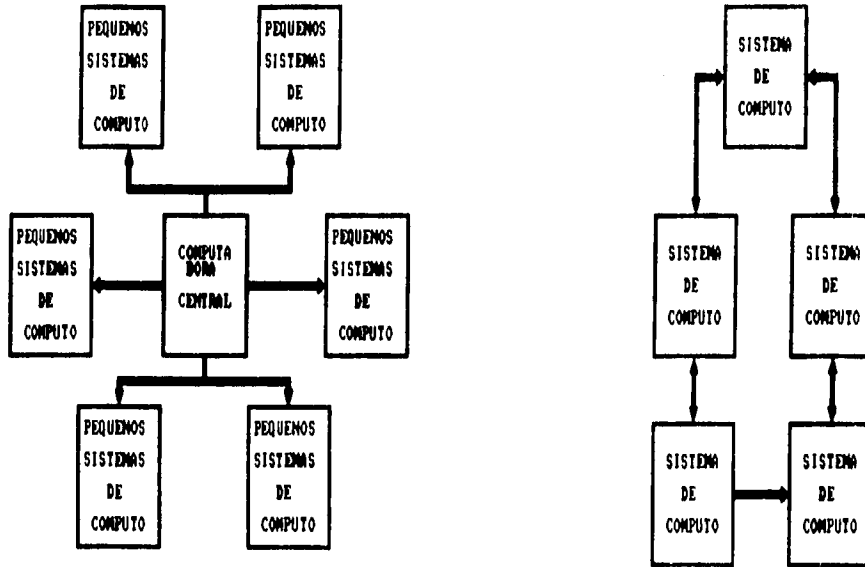 PEQUENOS
SISTEMAS
DE
COMPUTO
PEQUENOS
SISTEMAS
DE
COMPUTO
PEQUENOS
SISTEMAS
DE
COMPUTO
COMPUTA
DORA
CENTRAL
PEQUENOS
SISTEMAS
DE
COMPUTO
PEQUENOS
SISTEMAS
DE
COMPUTO
PEQUENOS
SISTEMAS
DE
COMPUTO
SISTEMA
DE
COMPUTO
SISTEMA
DE
COMPUTO
SISTEMA
DE
COMPUTO
SISTEMA
DE
COMPUTO
SISTEMA
DE
COMPUTO